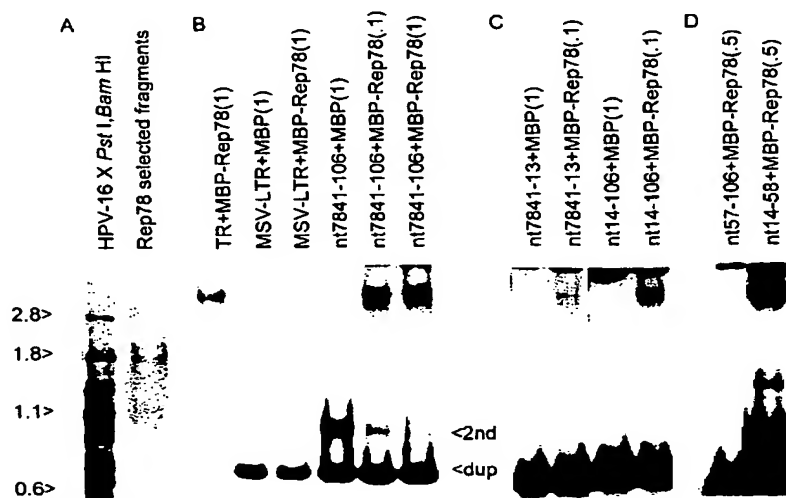 A
HPV-16 X Pst I,Bam HI
Rep78 selected fragments
2.8>
1.8>
1.1>
0.6>
B
TR+MBP-Rep78(1)
MSV-LTR+MBP(1)
MSV-LTR+MBP-Rep78(1)
nt7841-106+MBP(1)
nt7841-106+MBP-Rep78(.1)
nt7841-106+MBP-Rep78(1)
<2nd
<dup
C
nt7841-13+MBP(1)
nt7841-13+MBP-Rep78(.1)
nt14-106+MBP(1)
nt14-106+MBP-Rep78(.1)
D
nt57-106+MBP-Rep78(.5)
nt14-58+MBP-Rep78(.5)